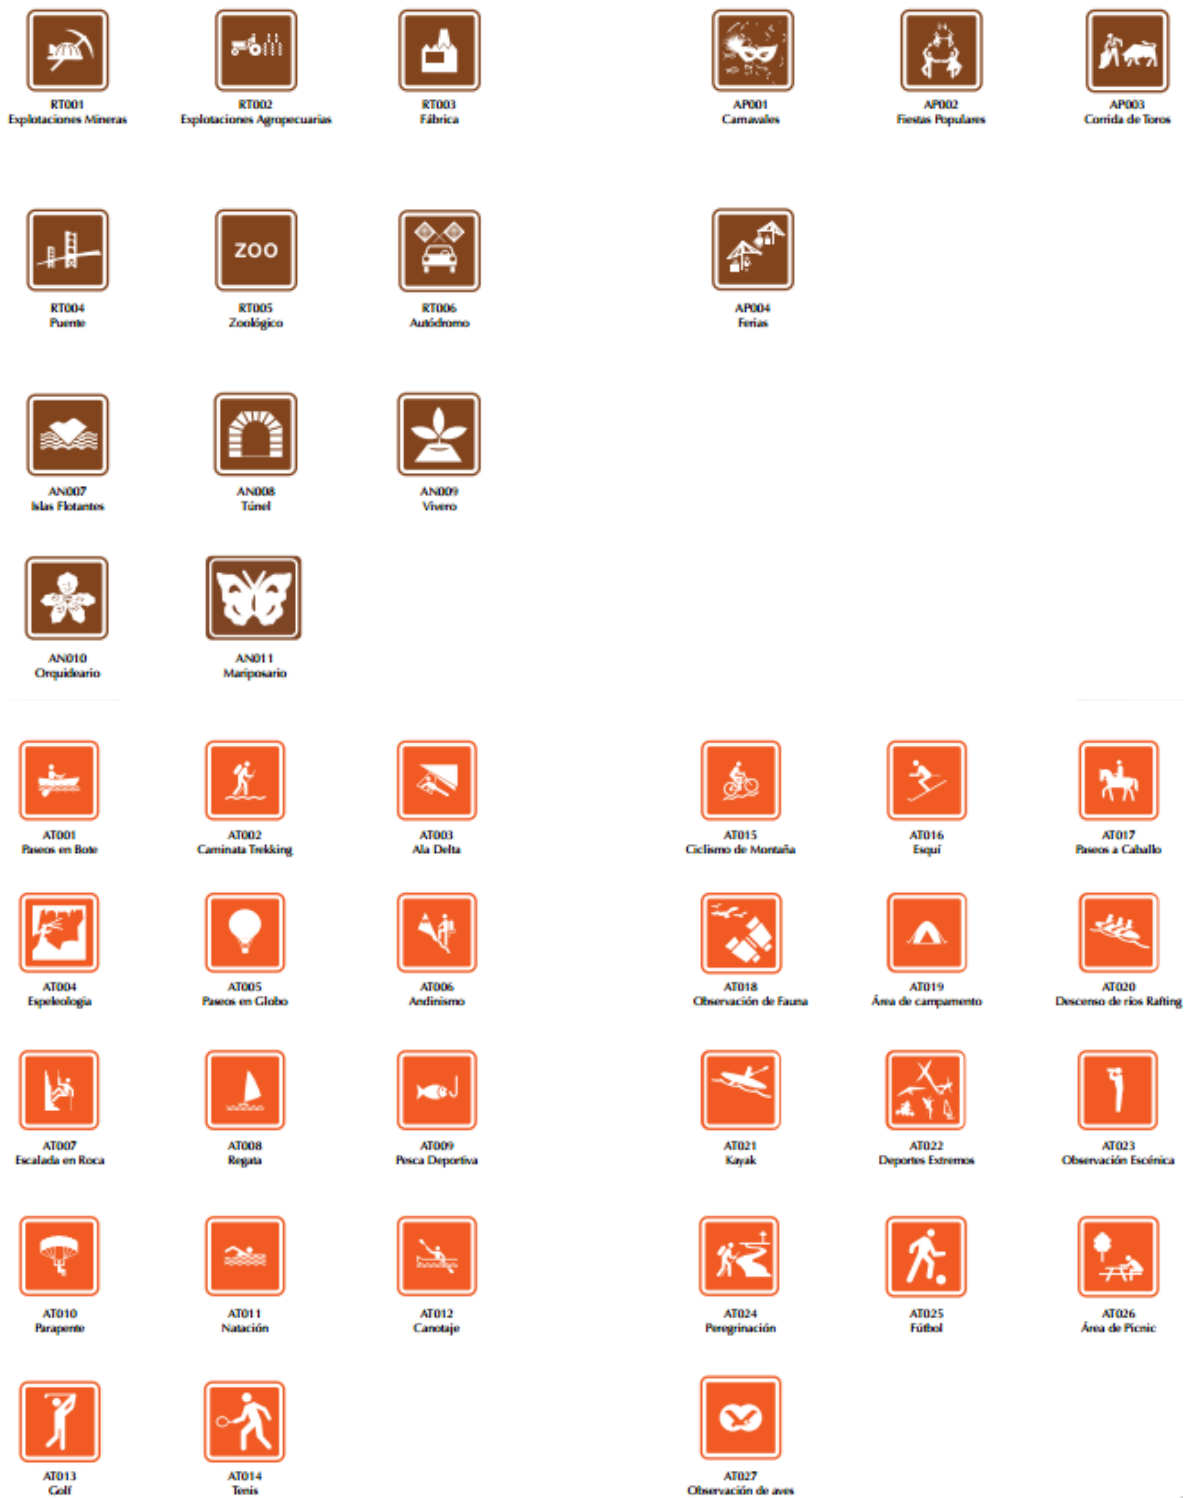 RT001
Explotaciones Mineras
RT002
Explotaciones Agropecuarias
RT003
Fábrica
AP001
Carnavales
AP002
Fiestas Populares
AP003
Corrida de Toros
RT004
Puente
ZOO
RT005
Zoológico
RT006
Autódromo
AP004
Ferias
AN007
Islas Flotantes
AN008
Túnel
AN009
Vivero
AN010
Orquideario
AN011
Mariposario
AT001
Paseos en Bote
AT002
Caminata Trekking
AT003
Ala Delta
AT015
Ciclismo de Montaña
AT016
Esquí
AT017
Paseos a Caballo
AT004
Espeleologia
AT005
Paseos en Globo
AT006
Andinismo
AT018
Observación de Fauna
AT019
Área de campamento
AT020
Descenso de ríos Rafting
AT007
Escalada en Roca
AT008
Regata
AT009
Pesca Deportiva
AT021
Kayak
AT022
Deportes Extremos
AT023
Observación Escénica
AT010
Parapente
AT011
Natación
AT012
Canotaje
AT024
Peregrinación
AT025
Fútbol
AT026
Área de Picnic
AT013
Golf
AT014
Tenis
AT027
Observación de aves